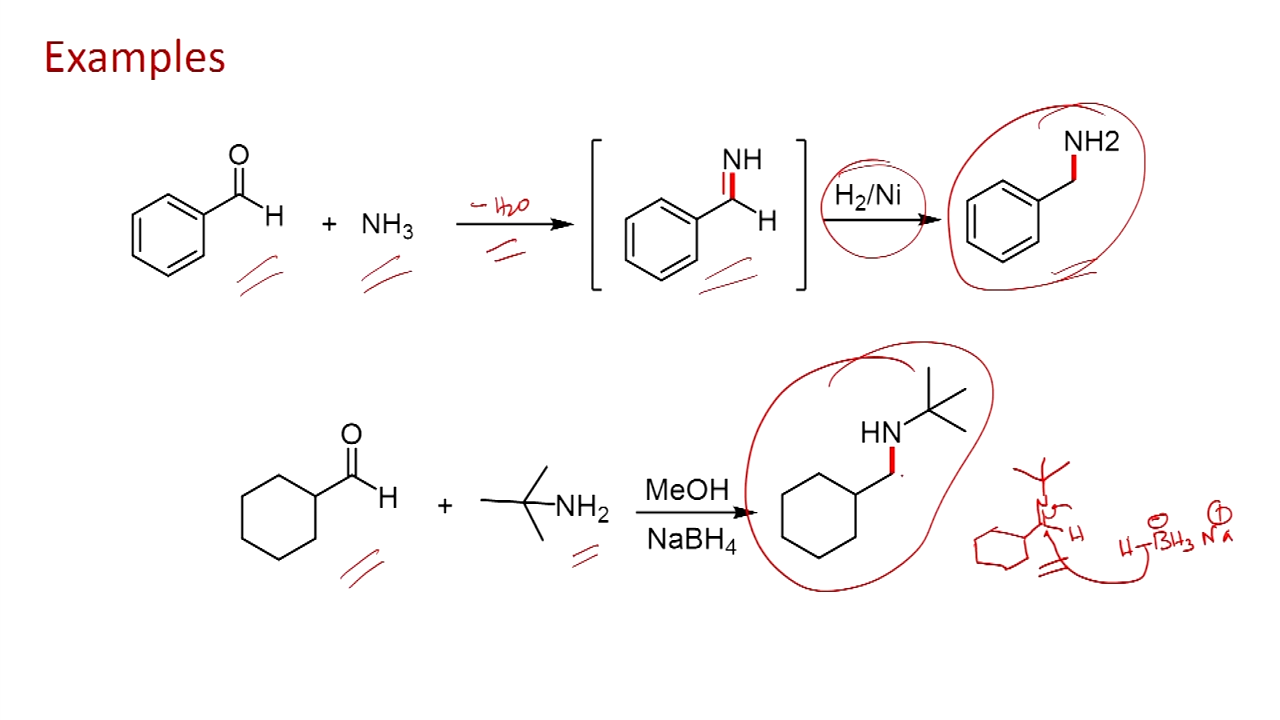 Examples
O
H
+ NH3
- H2O
NH
H
H2/Ni
NH2
O
H
+
NH2
MeOH
NaBH4
HN
N
H
H-BH3 Na
⊖
⊕